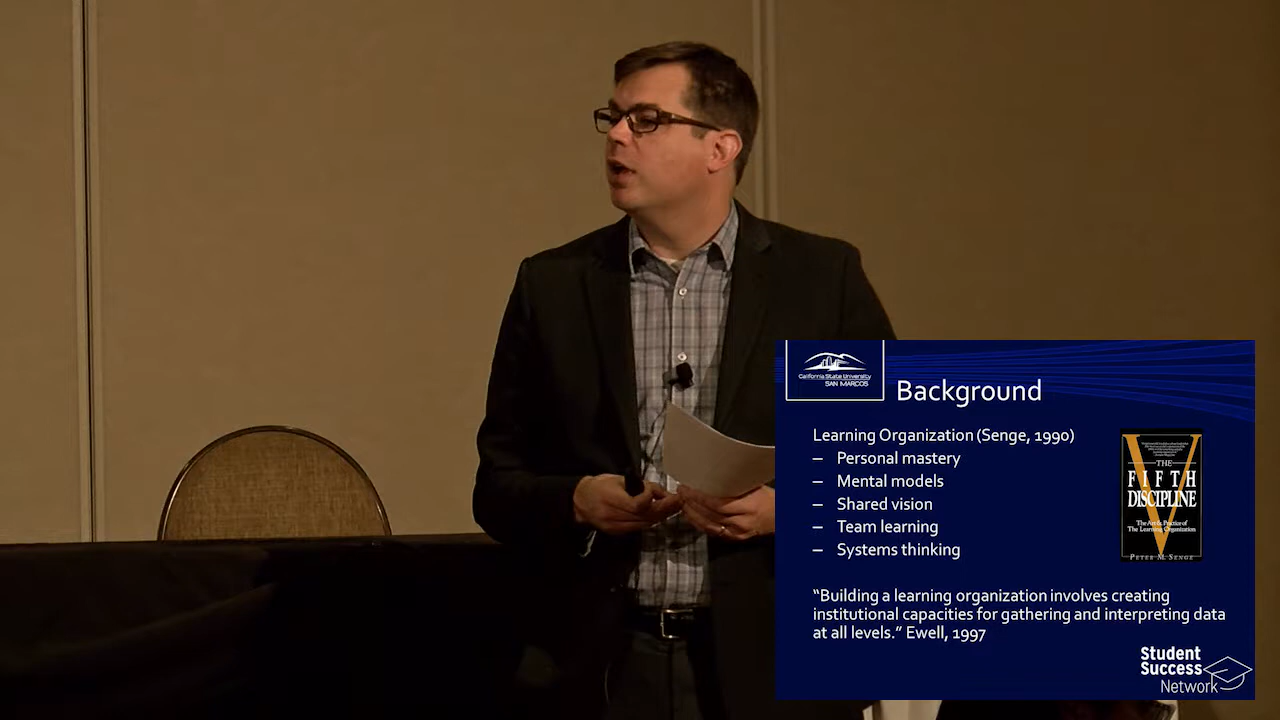 California State University
SAN MARCOS
Background
Learning Organization (Senge, 1990)
– Personal mastery
– Mental models
– Shared vision
– Team learning
– Systems thinking
THE
FIFTH
DISCIPLINE
The Art & Practice of
The Learning Organization
PETER M. SENGE
“Building a learning organization involves creating
institutional capacities for gathering and interpreting data
at all levels.” Ewell, 1997
Student
Success
Network